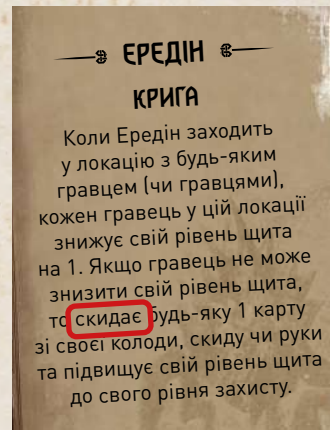 ЕРЕДІН
КРИГА
Коли Ередін заходить
у локацію з будь-яким
гравцем (чи гравцями),
кожен гравець у цій локації
знижує свій рівень щита
на 1. Якщо гравець не може
знизити свій рівень щита,
то скидає будь-яку 1 карту
зі своєї колоди, скиду чи руки
та підвищує свій рівень щита
до свого рівня захисту.